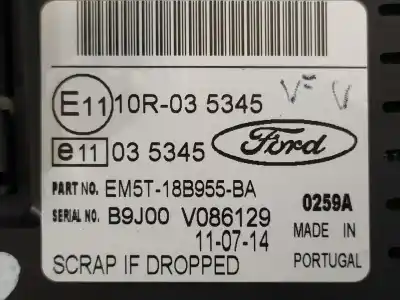 E11 10R-03 5345
e11 03 5345 Ford
PART NO. EM5T-18B955-BA
SERIAL NO. B9J00 V086129 0259A
11-07-14 MADE IN
SCRAP IF DROPPED PORTUGAL